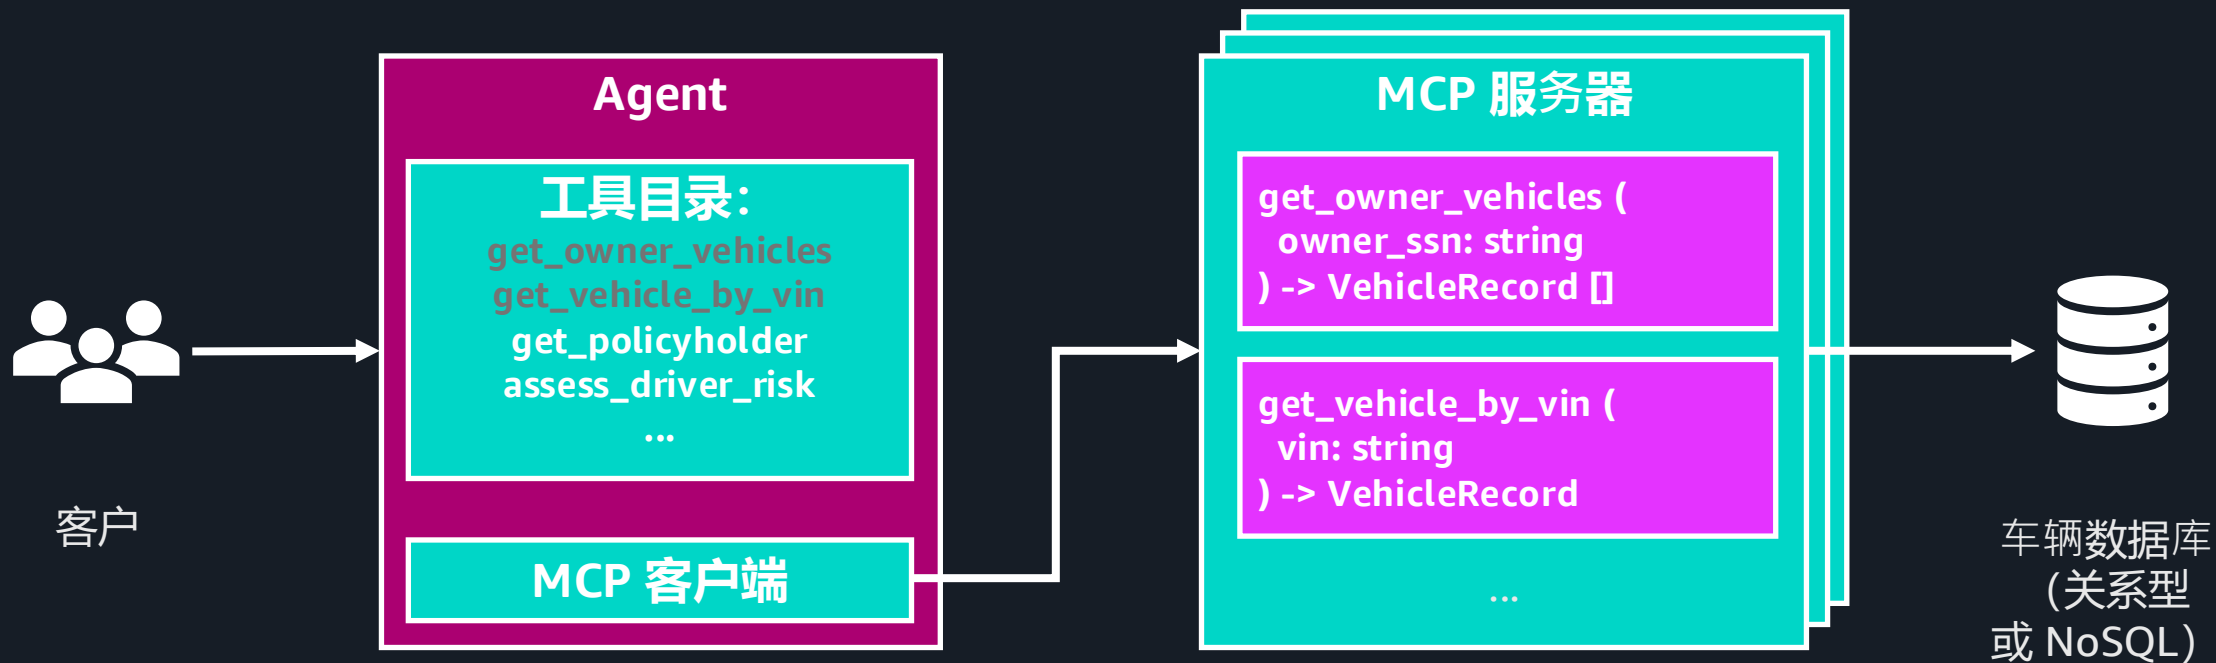 客户
Agent
工具目录：
get_owner_vehicles
get_vehicle_by_vin
get_policyholder
assess_driver_risk
...
MCP 客户端
MCP 服务器
get_owner_vehicles (
owner_ssn: string
) -> VehicleRecord []
get_vehicle_by_vin (
vin: string
) -> VehicleRecord
...
车辆数据库
（关系型
或 NoSQL）